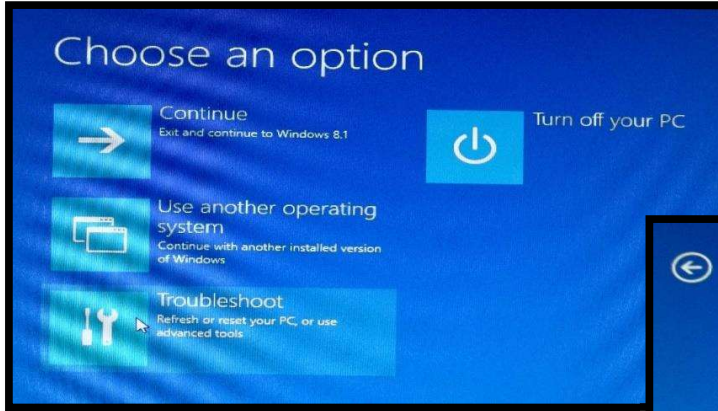 Choose an option
Continue
Exit and continue to Windows 8.1
Turn off your PC
Use another operating
system
Continue with another installed version
of Windows
Troubleshoot
Refresh or reset your PC, or use
advanced tools